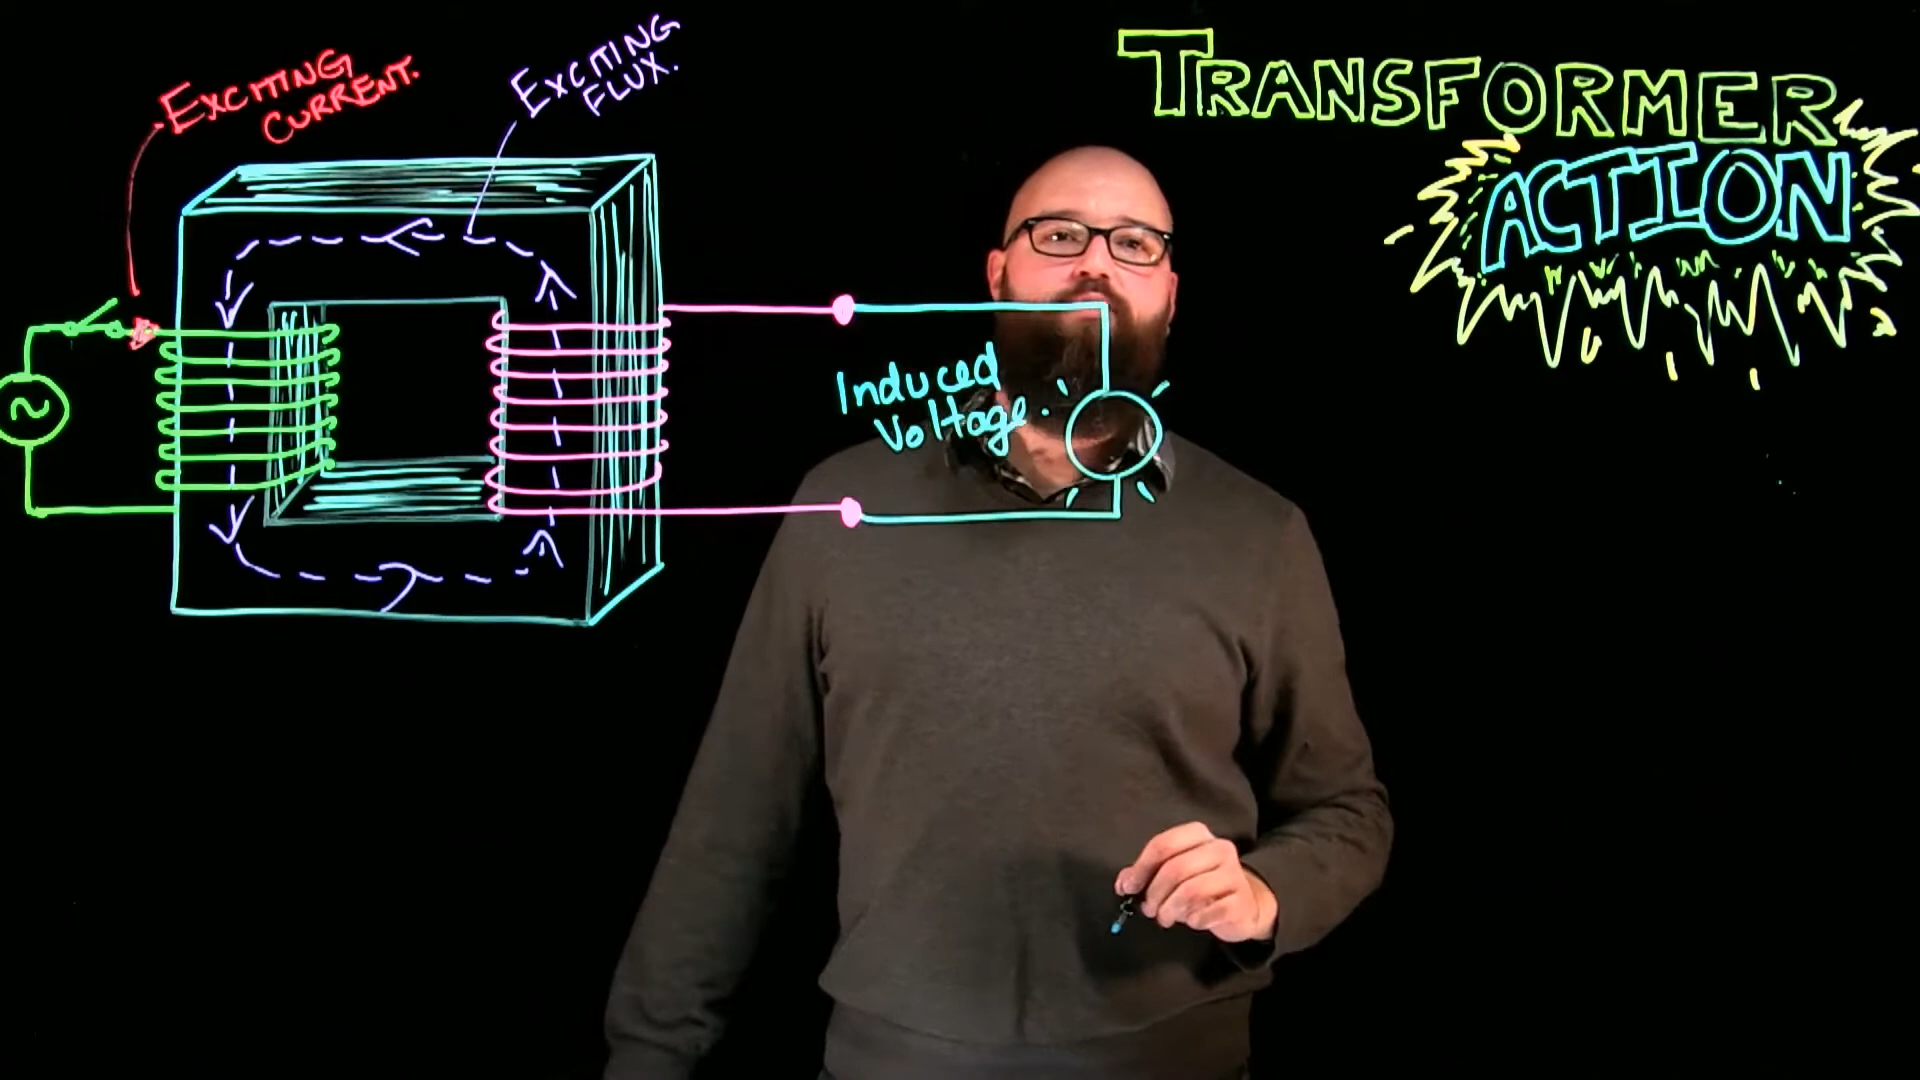 EXCITING
CURRENT.
EXCITING
FLUX.
TRANSFORMER
ACTION
~
Induced
Voltage.